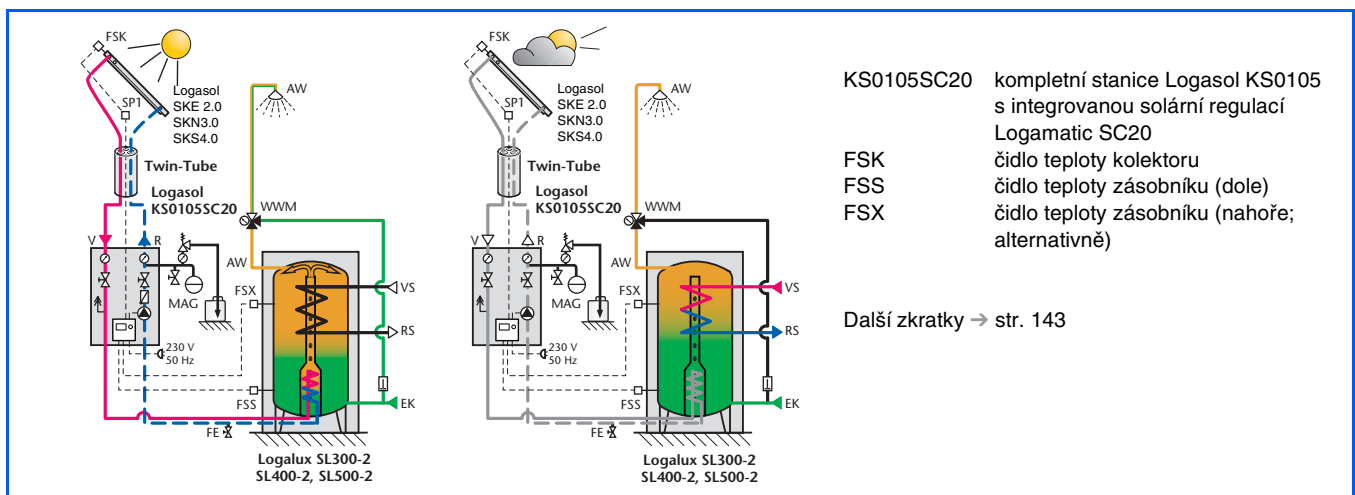 FSK
Logasol
SKE 2.0
SKN3.0
SKS4.0
SP1
AW
Twin-Tube
Logasol
KS0105SC20
WWM
V
R
AW
MAG
FSX
VS
RS
230 V
50 Hz
FSS
EK
FE
Logalux SL300-2
SL400-2, SL500-2
FSK
Logasol
SKE 2.0
SKN3.0
SKS4.0
SP1
AW
Twin-Tube
Logasol
KS0105SC20
WWM
V
R
AW
MAG
FSX
VS
RS
230 V
50 Hz
FSS
EK
FE
Logalux SL300-2
SL400-2, SL500-2
KS0105SC20 kompletní stanice Logasol KS0105
s integrovanou solární regulací
Logamatic SC20
FSK čidlo teploty kolektoru
FSS čidlo teploty zásobníku (dole)
FSX čidlo teploty zásobníku (nahoře;
alternativně)
Další zkratky ➔ str. 143